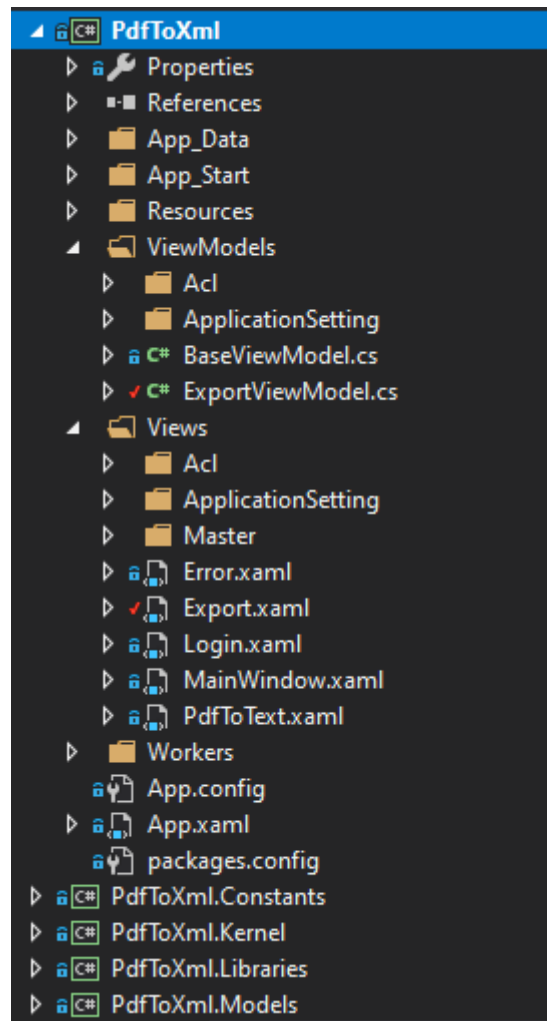 C# PdfToXml
Properties
References
App_Data
App_Start
Resources
ViewModels
Acl
ApplicationSetting
C# BaseViewModel.cs
C# ExportViewModel.cs
Views
Acl
ApplicationSetting
Master
Error.xaml
Export.xaml
Login.xaml
MainWindow.xaml
PdfToText.xaml
Workers
App.config
App.xaml
packages.config
C# PdfToXml.Constants
C# PdfToXml.Kernel
C# PdfToXml.Libraries
C# PdfToXml.Models